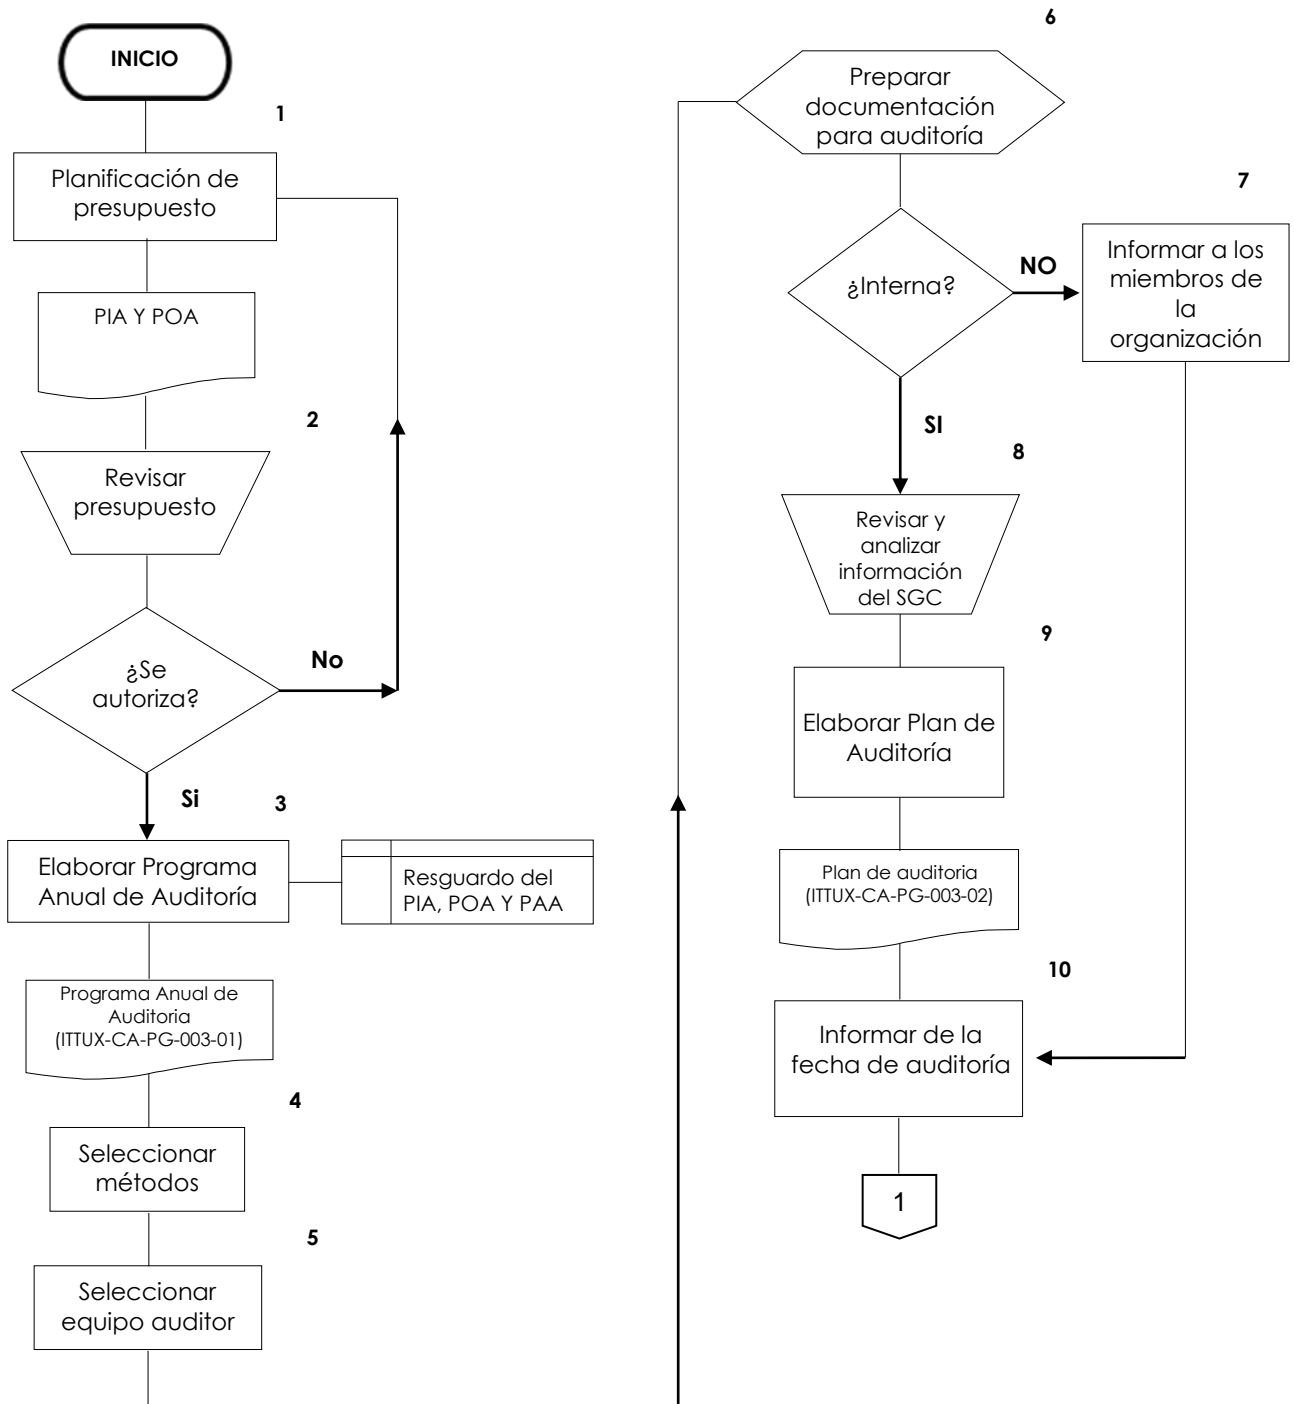 INICIO
1
Planificación de
presupuesto
PIA Y POA
2
Revisar
presupuesto
¿Se
autoriza?
No
Si
3
Elaborar Programa
Anual de Auditoría
Resguardo del
PIA, POA Y PAA
Programa Anual de
Auditoria
(ITTUX-CA-PG-003-01)
4
Seleccionar
métodos
5
Seleccionar
equipo auditor
6
Preparar
documentación
para auditoría
¿Interna?
NO
7
Informar a los
miembros de
la
organización
SI
8
Revisar y
analizar
información
del SGC
9
Elaborar Plan de
Auditoría
Plan de auditoria
(ITTUX-CA-PG-003-02)
10
Informar de la
fecha de auditoría
1